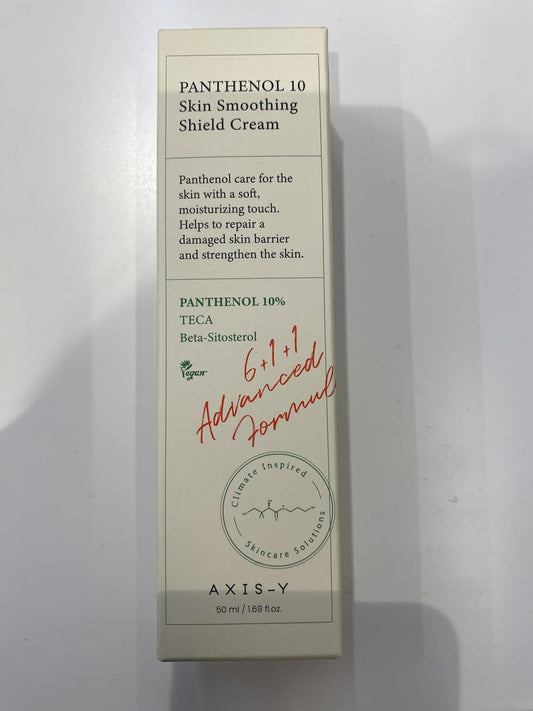 PANTHENOL 10
Skin Smoothing
Shield Cream
Panthenol care for the
skin with a soft,
moisturizing touch.
Helps to repair a
damaged skin barrier
and strengthen the skin.
PANTHENOL 10%
TECA
Beta-Sitosterol
Vegan
6+1+1
Advanced
Formul
Climate Inspired
Skincare Solutions
AXIS-Y
50 ml / 1.69 fl.oz.